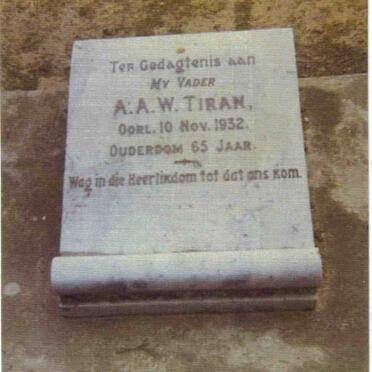 Ter Gedagtenis aan
My Vader
A.A.W. Tiran,
Oorl. 10 Nov. 1932.
Ouderdom 65 Jaar.
Wag in die Heerlikdom tot dat ons kom.